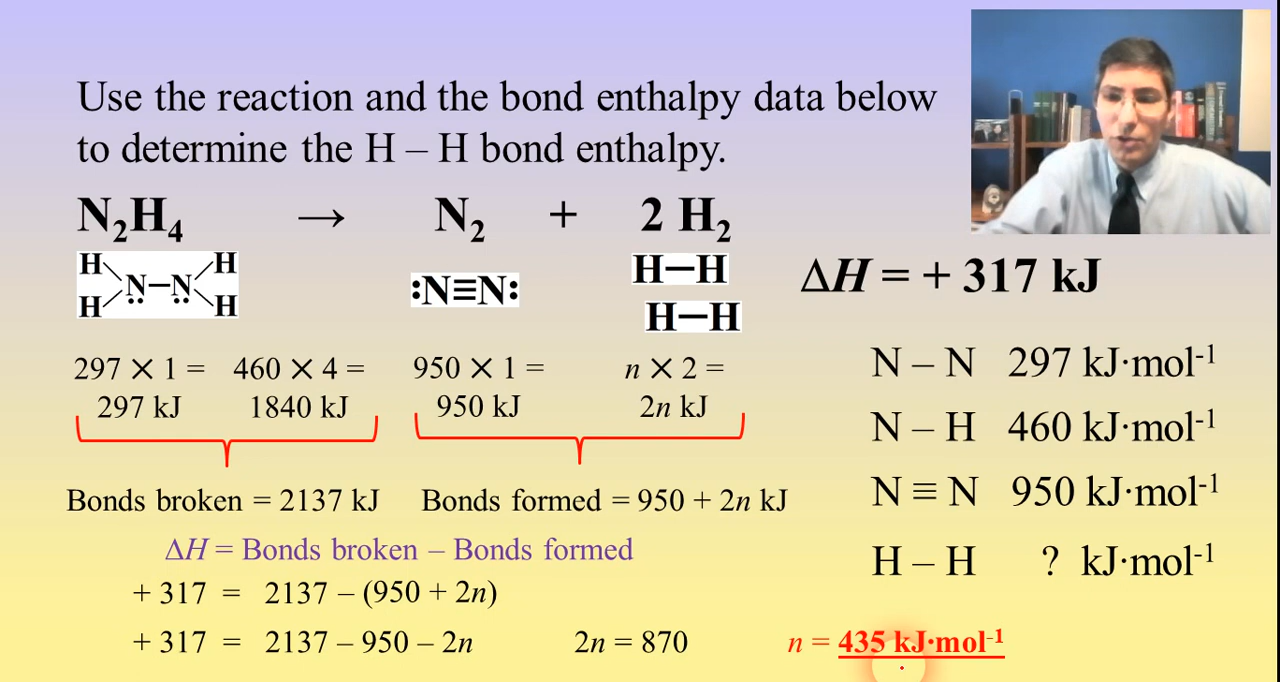 Use the reaction and the bond enthalpy data below
to determine the H – H bond enthalpy.
N₂H₄ → N₂ + 2 H₂
H H
N–N
H H
:N≡N:
H–H
H–H
ΔH = + 317 kJ
297 × 1 = 460 × 4 = 950 × 1 = n × 2 =
297 kJ 1840 kJ 950 kJ 2n kJ
N – N 297 kJ·mol⁻¹
N – H 460 kJ·mol⁻¹
N ≡ N 950 kJ·mol⁻¹
H – H ? kJ·mol⁻¹
Bonds broken = 2137 kJ Bonds formed = 950 + 2n kJ
ΔH = Bonds broken – Bonds formed
+ 317 = 2137 – (950 + 2n)
+ 317 = 2137 – 950 – 2n 2n = 870 n = 435 kJ·mol⁻¹